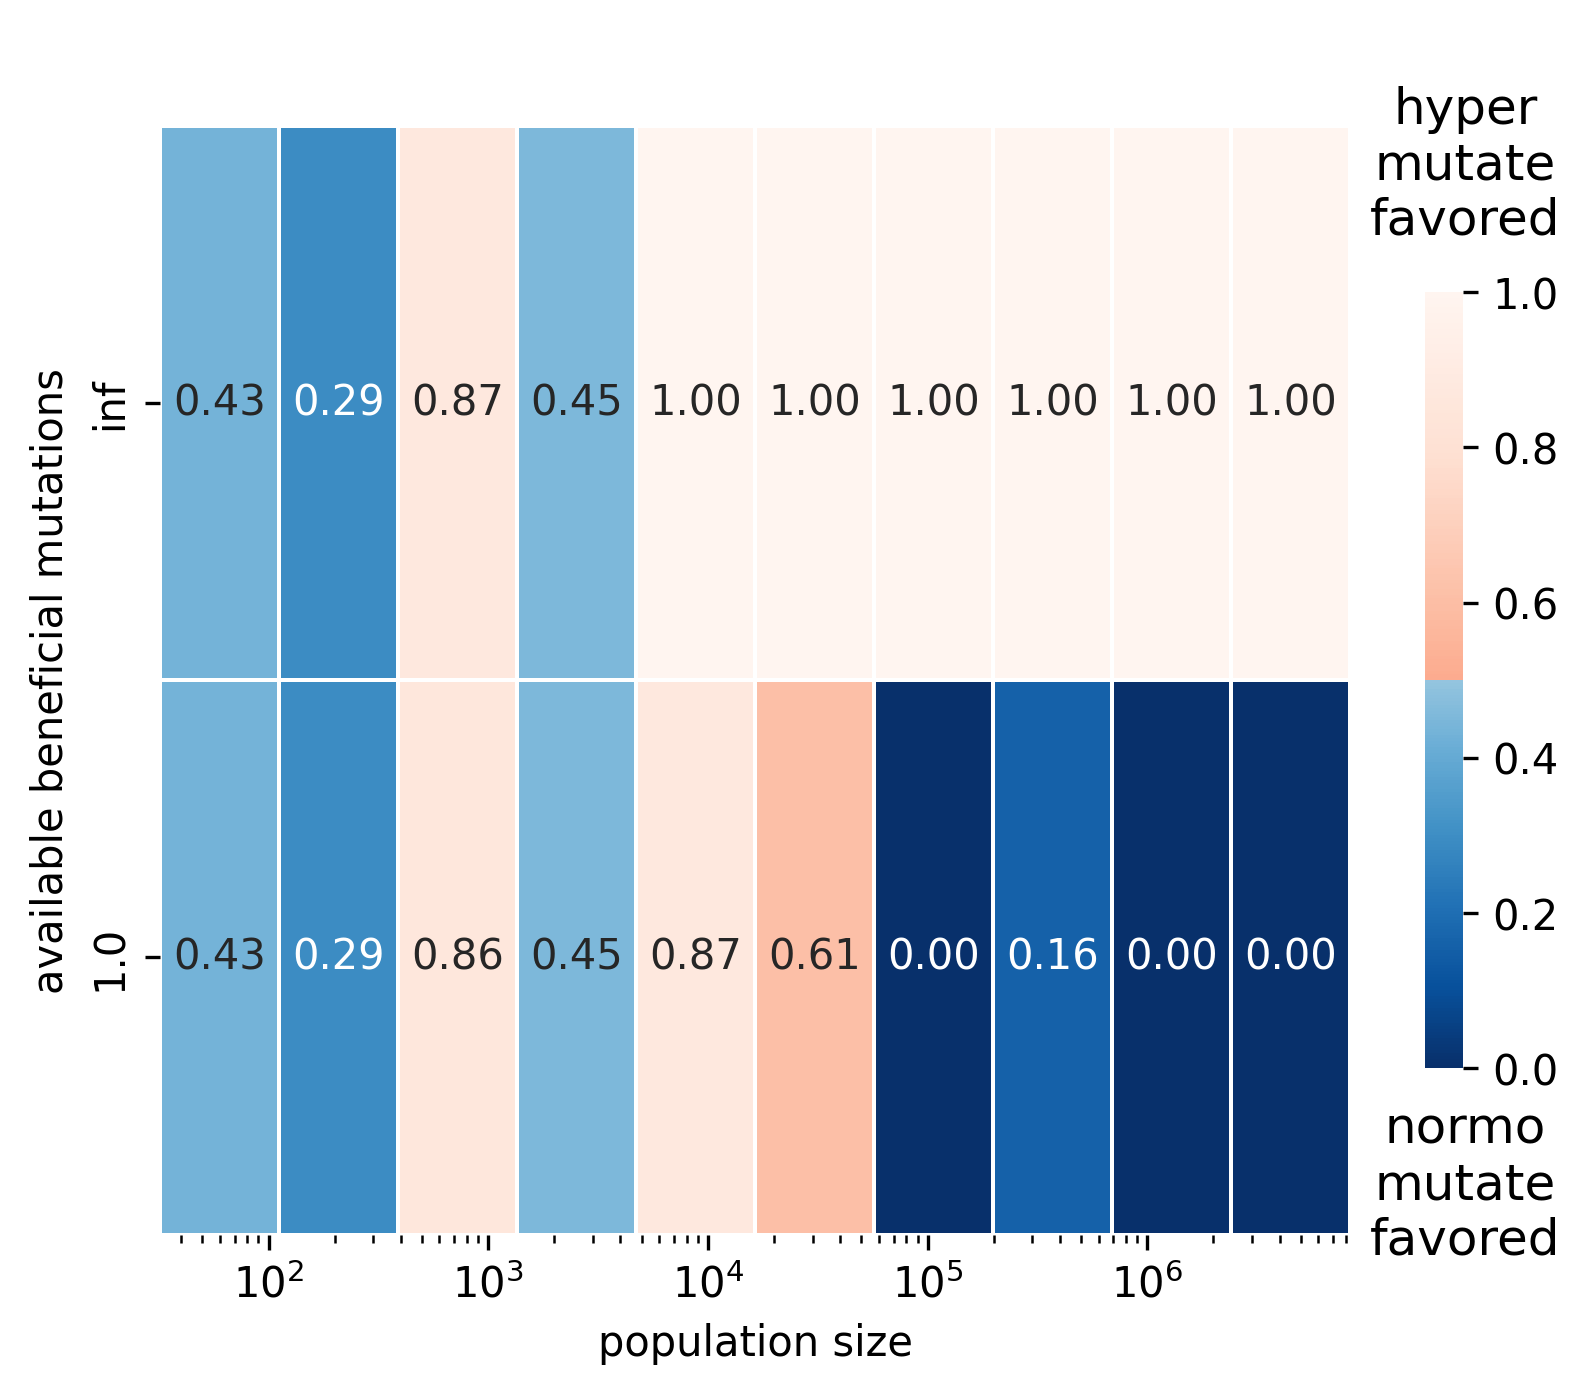 hyper
mutate
favored
available beneficial mutations
inf
0.43 0.29 0.87 0.45 1.00 1.00 1.00 1.00 1.00 1.00
1.0
0.43 0.29 0.86 0.45 0.87 0.61 0.00 0.16 0.00 0.00
1.0
0.8
0.6
0.4
0.2
0.0
normo
mutate
favored
10² 10³ 10⁴ 10⁵ 10⁶
population size